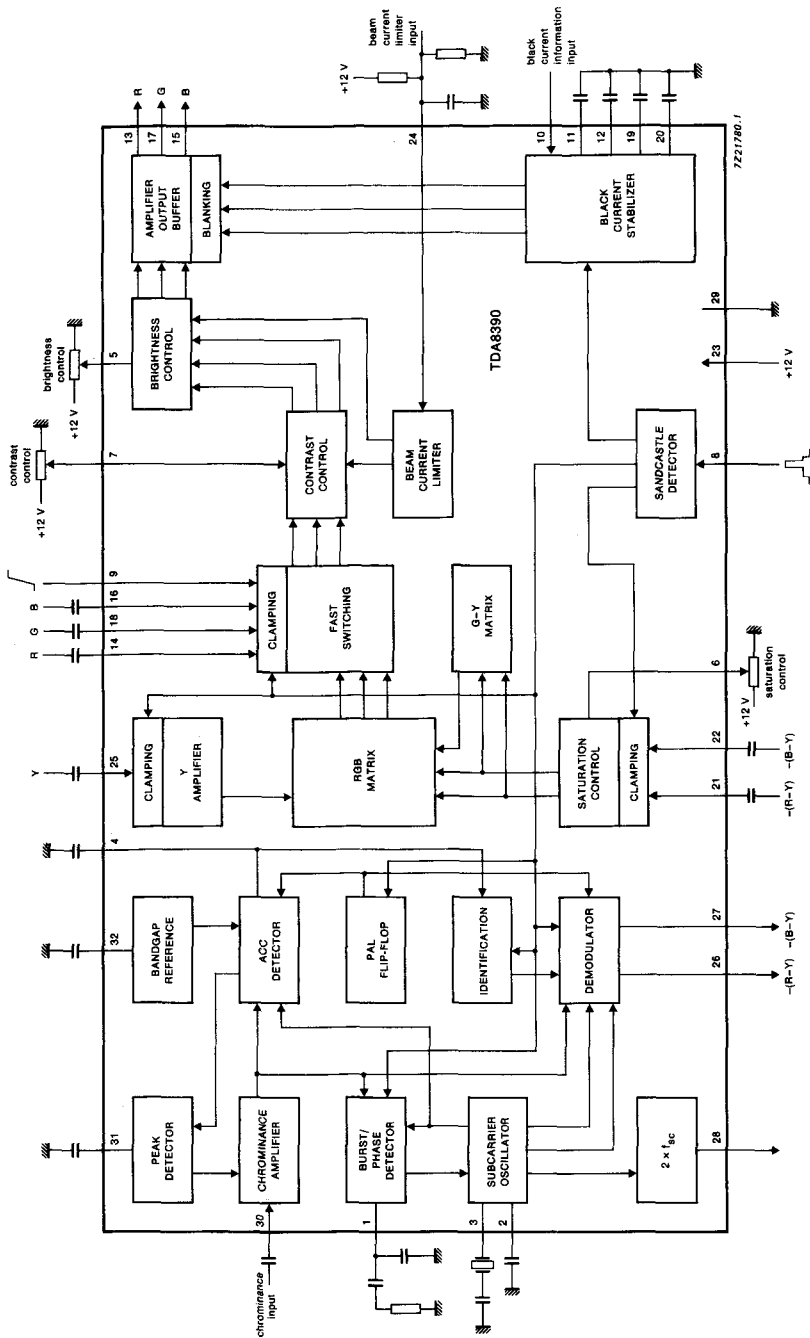 beam
current
limiter
input
+12 V
black
current
information
input
R
G
B
13
17
15
24
10
11
12
19
20
7Z21780.1
AMPLIFIER
OUTPUT
BUFFER
BLANKING
BLACK
CURRENT
STABILIZER
brightness
control
+12 V
5
BRIGHTNESS
CONTROL
TDA8390
29
23
+12 V
contrast
control
+12 V
7
CONTRAST
CONTROL
BEAM
CURRENT
LIMITER
SANDCASTLE
DETECTOR
8
9
B
16
G
18
R
14
CLAMPING
FAST
SWITCHING
G-Y
MATRIX
6
saturation
control
+12 V
Y
25
CLAMPING
Y
AMPLIFIER
RGB
MATRIX
SATURATION
CONTROL
CLAMPING
22
-(B-Y)
21
-(R-Y)
4
32
BANDGAP
REFERENCE
ACC
DETECTOR
PAL
FLIP-FLOP
IDENTIFICATION
DEMODULATOR
27
-(B-Y)
26
-(R-Y)
31
PEAK
DETECTOR
CHROMINANCE
AMPLIFIER
BURST/
PHASE
DETECTOR
SUBCARRIER
OSCILLATOR
2 x fsc
28
30
chrominance
input
1
3
2